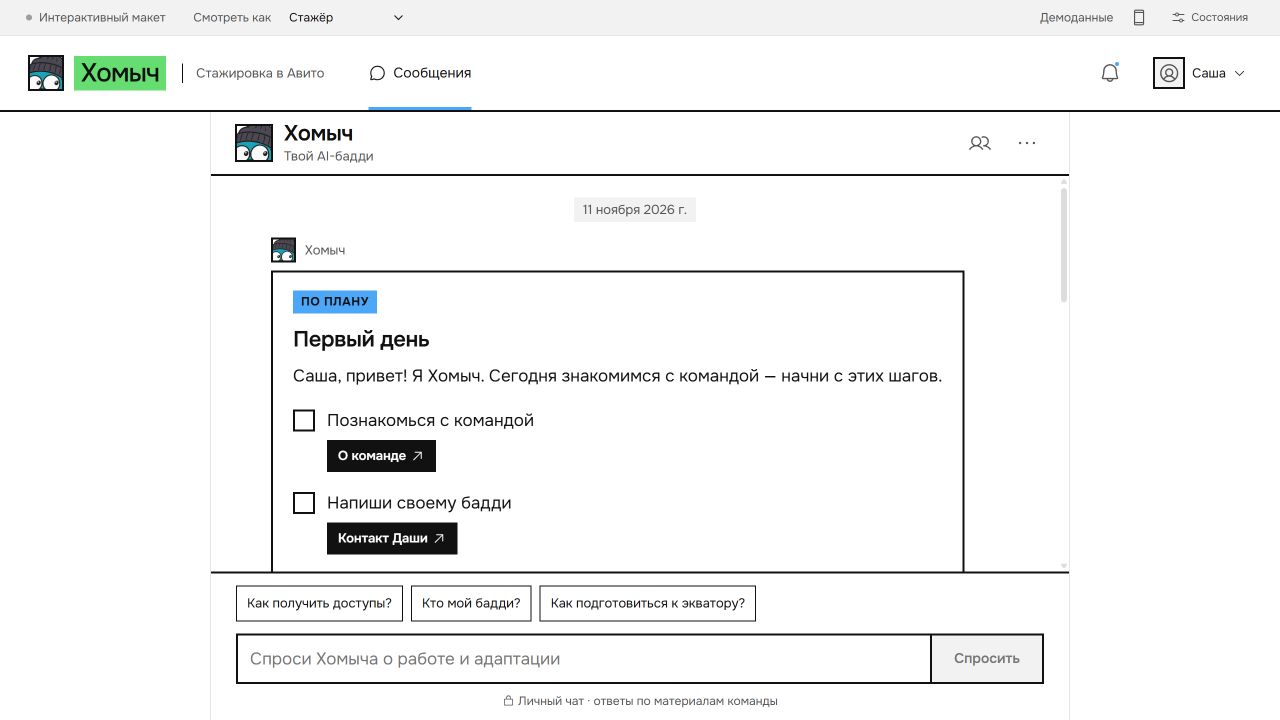 Интерактивный макет Смотреть как Стажёр Демоданные Состояния
Хомыч Стажировка в Авито Сообщения Саша
Хомыч
Твой AI-бадди
11 ноября 2026 г.
Хомыч
ПО ПЛАНУ
Первый день
Саша, привет! Я Хомыч. Сегодня знакомимся с командой — начни с этих шагов.
Познакомься с командой
О команде
Напиши своему бадди
Контакт Даши
Как получить доступы? Кто мой бадди? Как подготовиться к экватору?
Спроси Хомыча о работе и адаптации Спросить
Личный чат · ответы по материалам команды